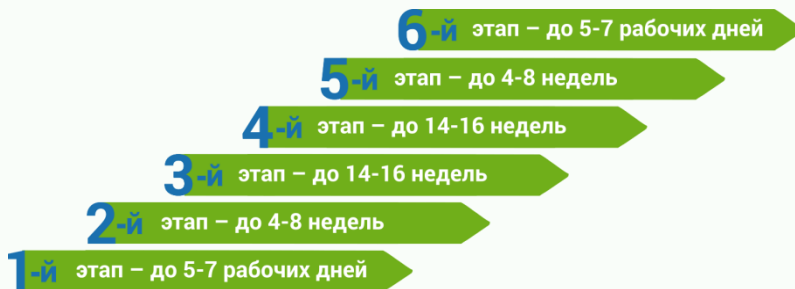 6-й этап – до 5-7 рабочих дней
5-й этап – до 4-8 недель
4-й этап – до 14-16 недель
3-й этап – до 14-16 недель
2-й этап – до 4-8 недель
1-й этап – до 5-7 рабочих дней